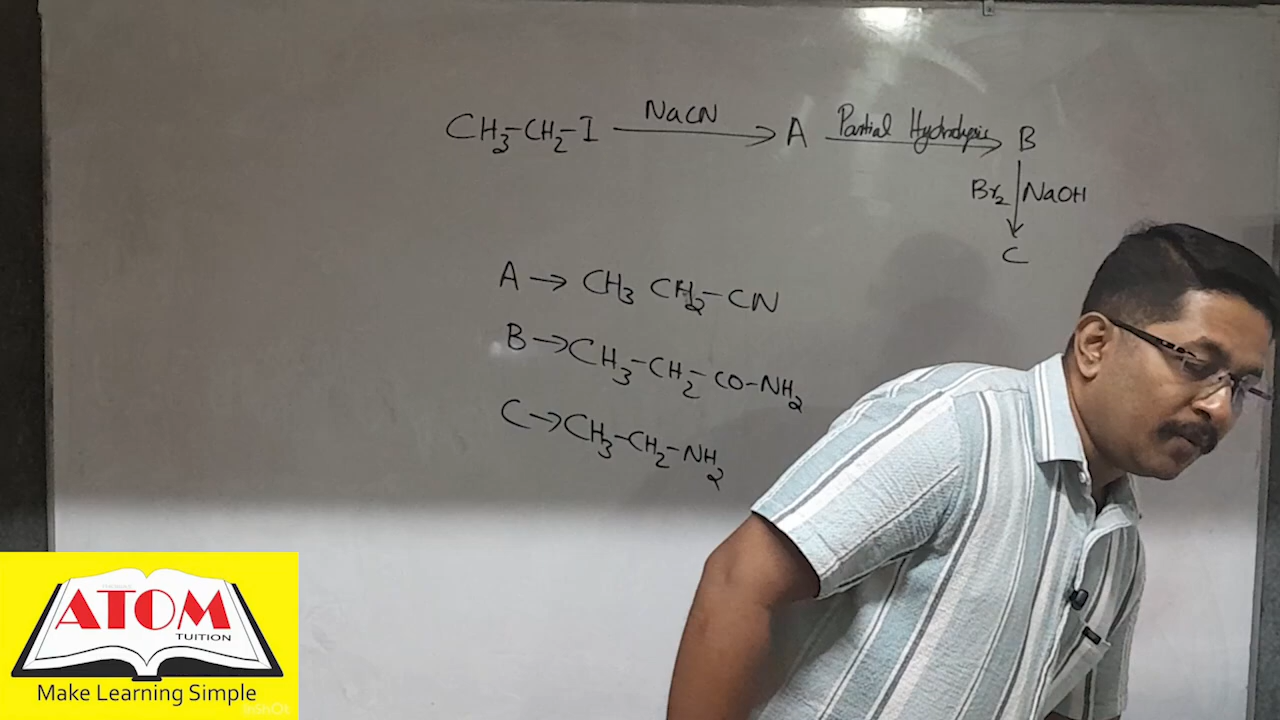 CH3-CH2-I NaCN A Partial Hydrolysis B
Br2 NaOH
C
A → CH3 CH2-CN
B → CH3-CH2-CO-NH2
C → CH3-CH2-NH2
ATOM
TUITION
Make Learning Simple
InShOt